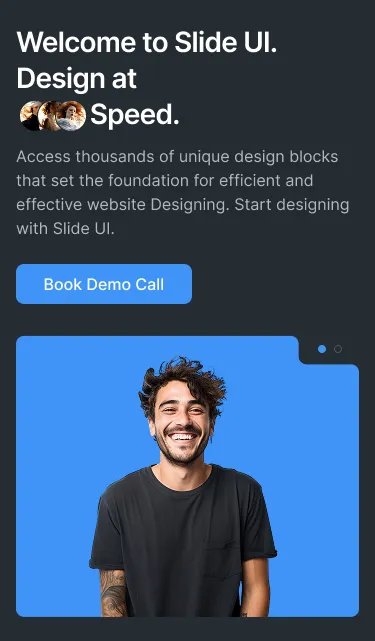 Welcome to Slide UI.
Design at
Speed.
Access thousands of unique design blocks
that set the foundation for efficient and
effective website Designing. Start designing
with Slide UI.
Book Demo Call